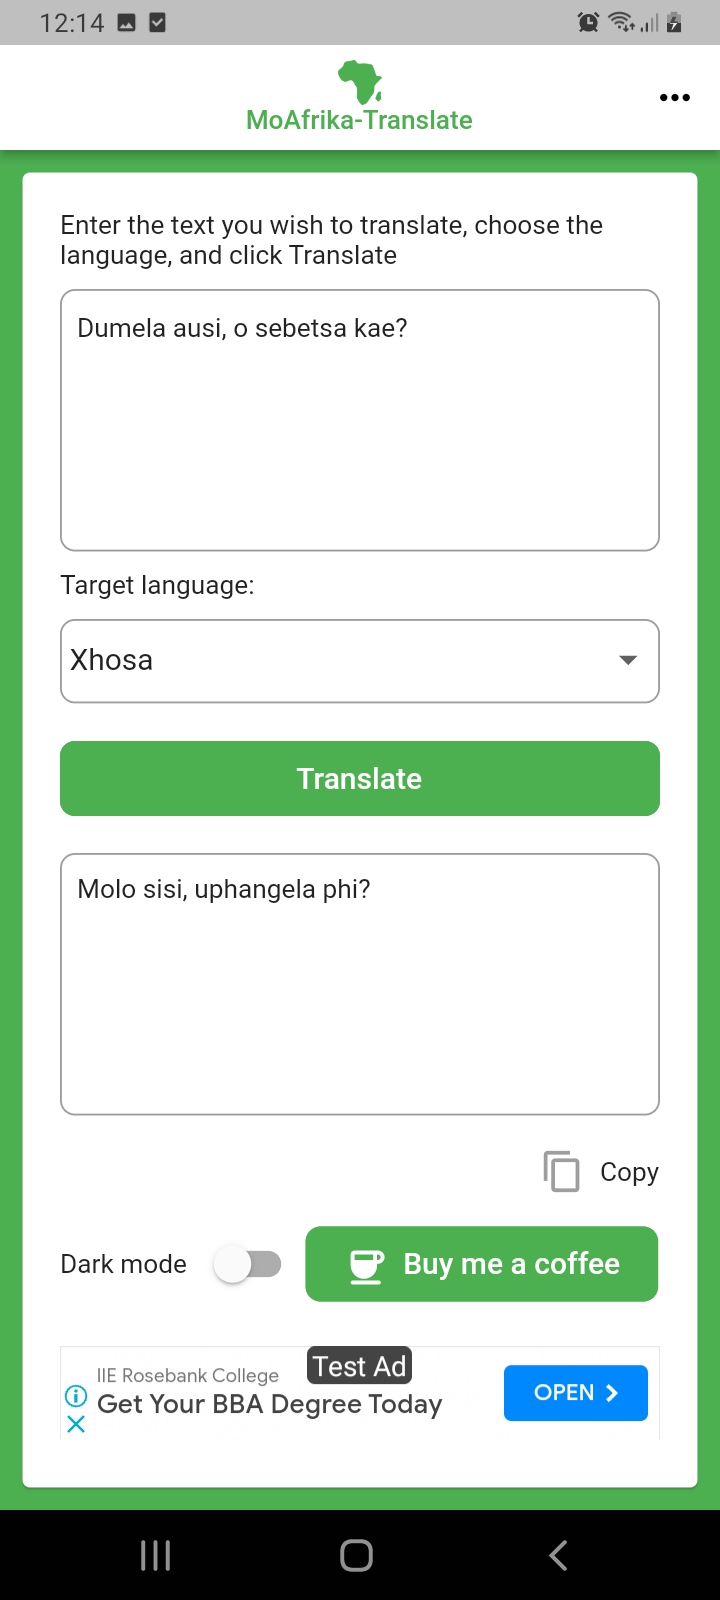 12:14
MoAfrika-Translate
Enter the text you wish to translate, choose the
language, and click Translate
Dumela ausi, o sebetsa kae?
Target language:
Xhosa
Translate
Molo sisi, uphangela phi?
Copy
Dark mode
Buy me a coffee
Test Ad
IIE Rosebank College
Get Your BBA Degree Today
OPEN